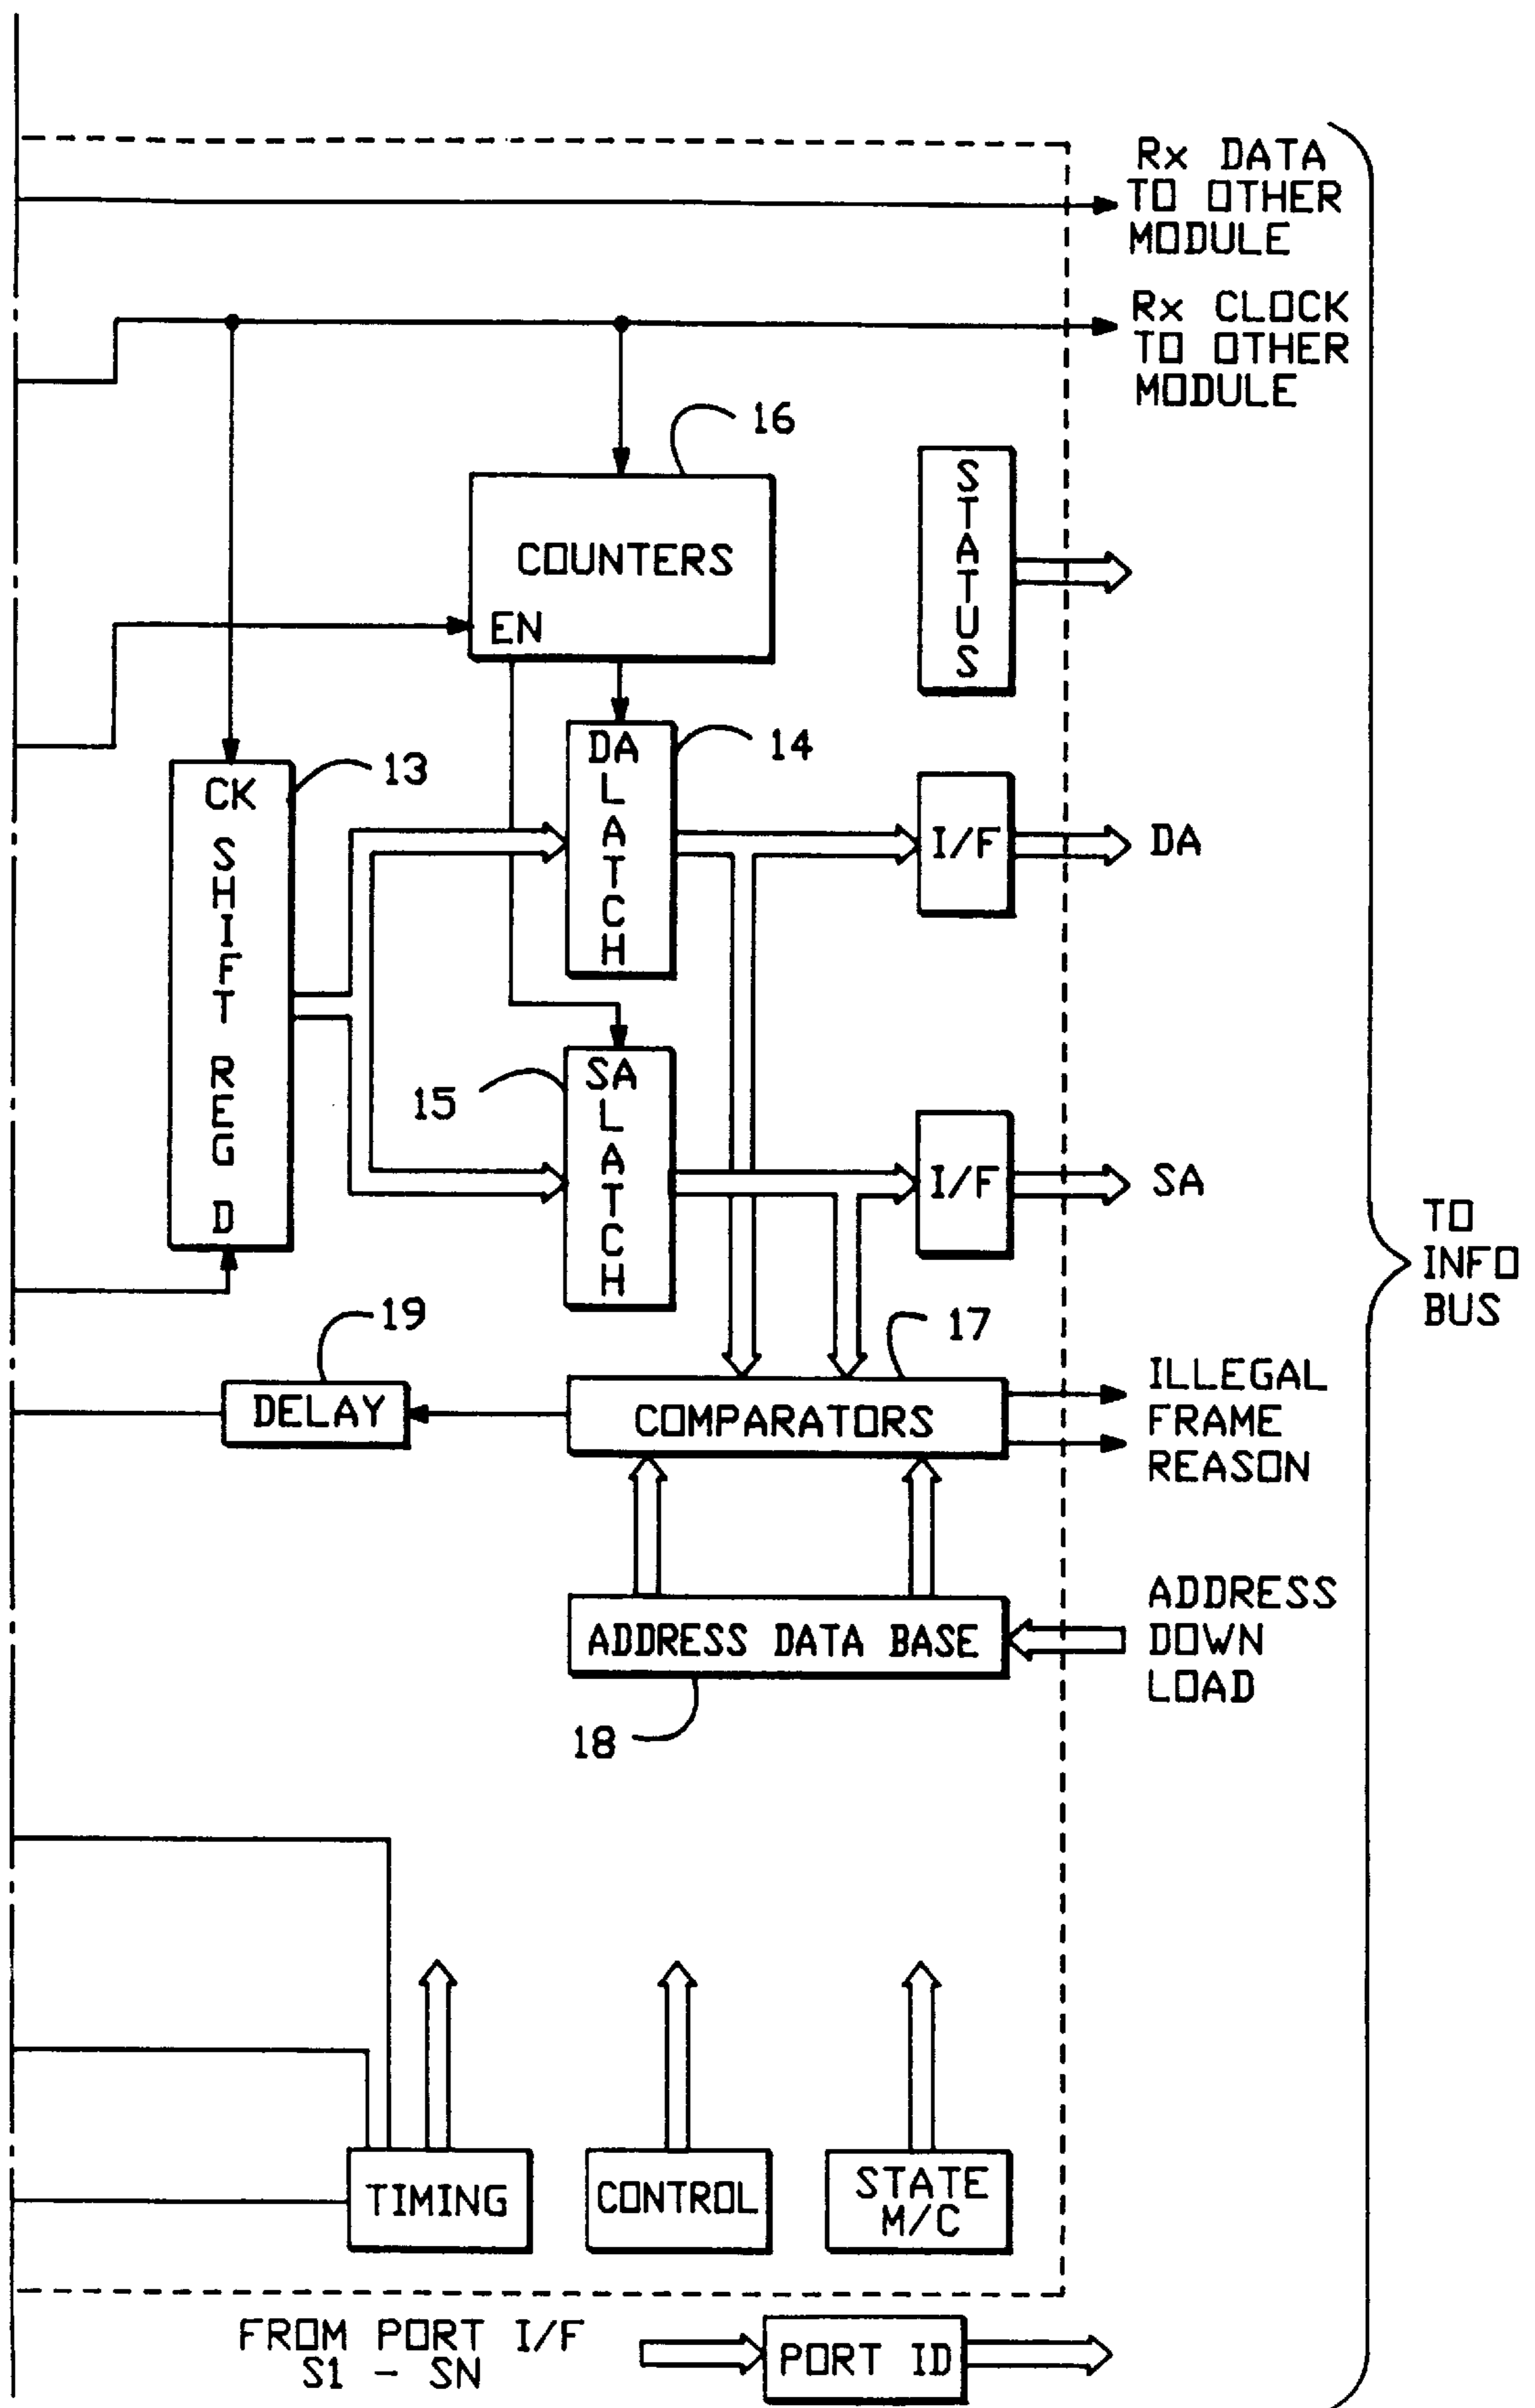 Rx DATA
TO OTHER
MODULE
Rx CLOCK
TO OTHER
MODULE
16
COUNTERS
EN
STATUS
13
CK
SHIFT REG D
DA
LATCH
14
I/F
DA
15
SA
LATCH
I/F
SA
TO
INFO
BUS
19
DELAY
17
COMPARATORS
ILLEGAL
FRAME
REASON
ADDRESS DATA BASE
ADDRESS
DOWN
LOAD
18
TIMING
CONTROL
STATE
M/C
FROM PORT I/F
S1 - SN
PORT ID